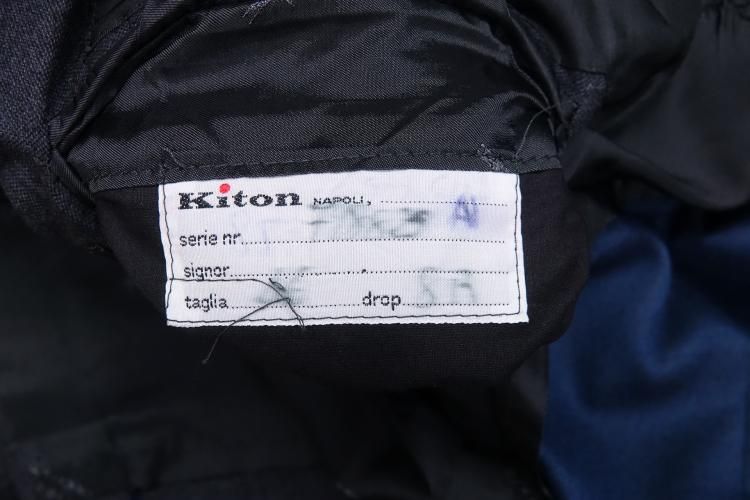 Kiton NAPOLI,
serie nr.
signor
taglia drop